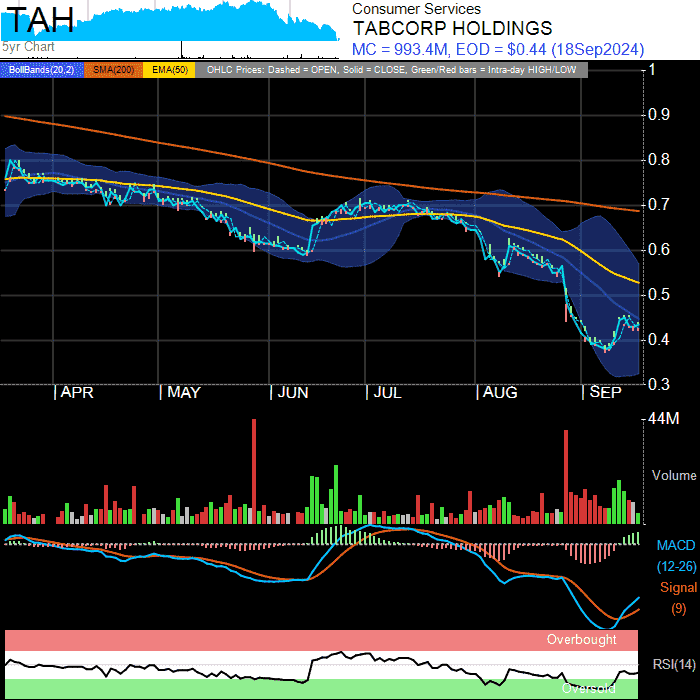 TAH
5yr Chart
Consumer Services
TABCORP HOLDINGS
MC = 993.4M, EOD = $0.44 (18Sep2024)
BollBands(20,2) SMA(200) EMA(50) OHLC Prices: Dashed = OPEN, Solid = CLOSE, Green/Red bars = Intra-day HIGH/LOW
1
0.9
0.8
0.7
0.6
0.5
0.4
0.3
APR MAY JUN JUL AUG SEP
44M
Volume
MACD
(12-26)
Signal
(9)
Overbought
RSI(14)
Oversold